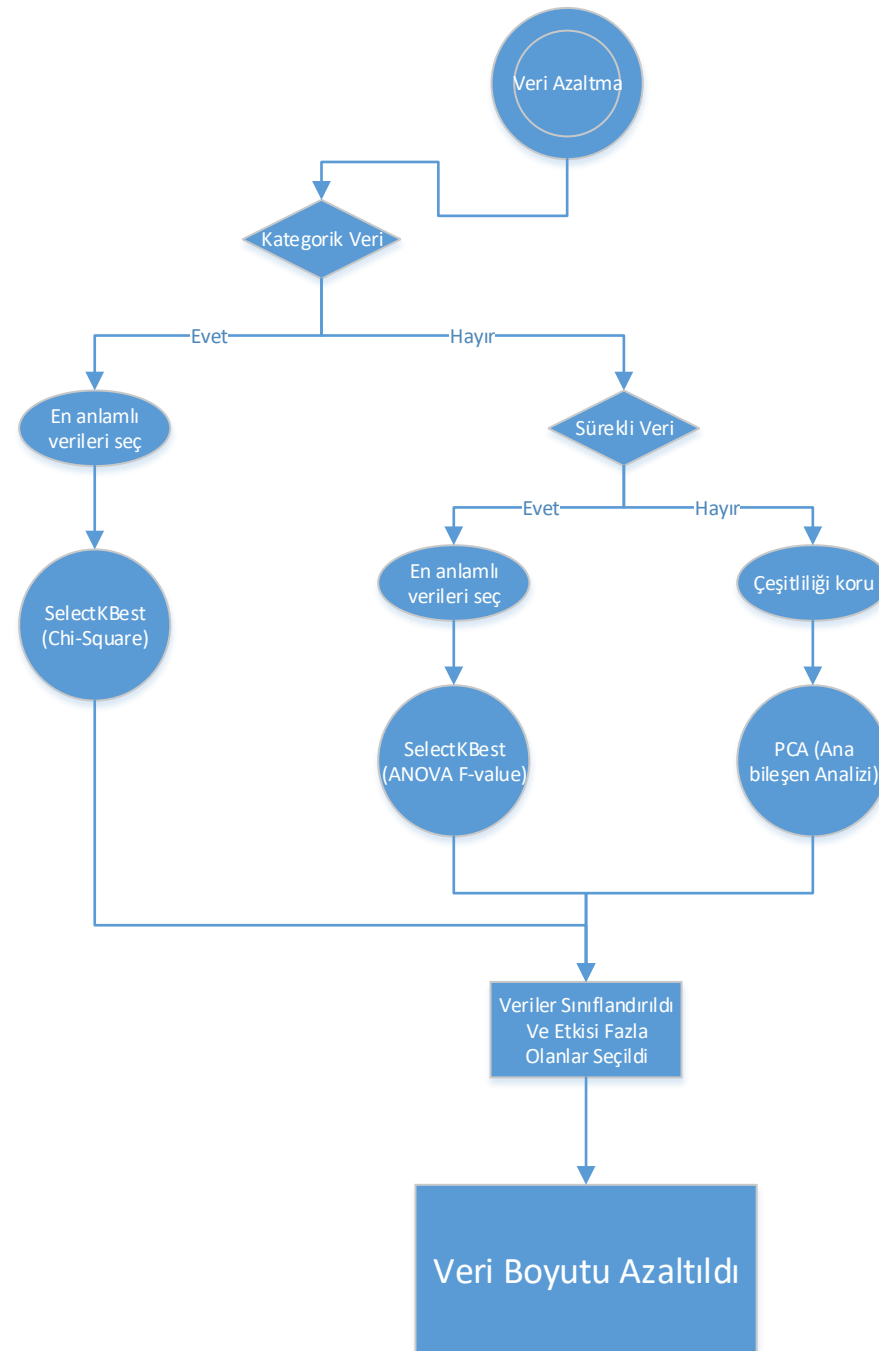 Veri Azaltma
Kategorik Veri
Evet
Hayır
En anlamlı
verileri seç
Sürekli Veri
Evet
Hayır
SelectKBest
(Chi-Square)
En anlamlı
verileri seç
Çeşitliliği koru
SelectKBest
(ANOVA F-value)
PCA (Ana
bileşen Analizi)
Veriler Sınıflandırıldı
Ve Etkisi Fazla
Olanlar Seçildi
Veri Boyutu Azaltıldı